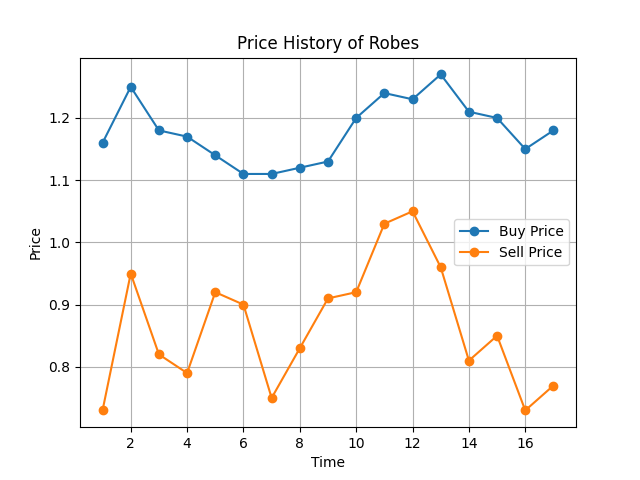 Price History of Robes
1.2
1.1
1.0
0.9
0.8
Price
Buy Price
Sell Price
2 4 6 8 10 12 14 16
Time